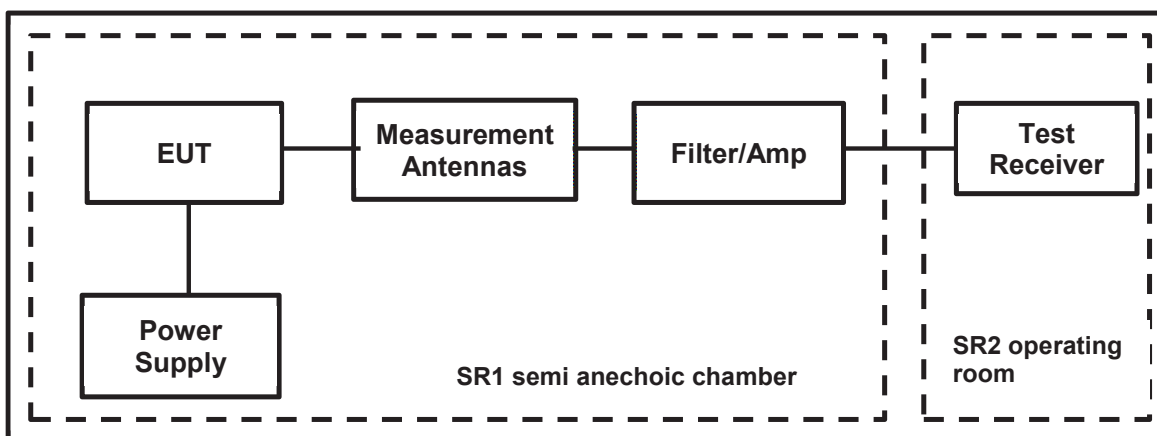 EUT
Measurement
Antennas
Filter/Amp
Test
Receiver
Power
Supply
SR1 semi anechoic chamber
SR2 operating
room